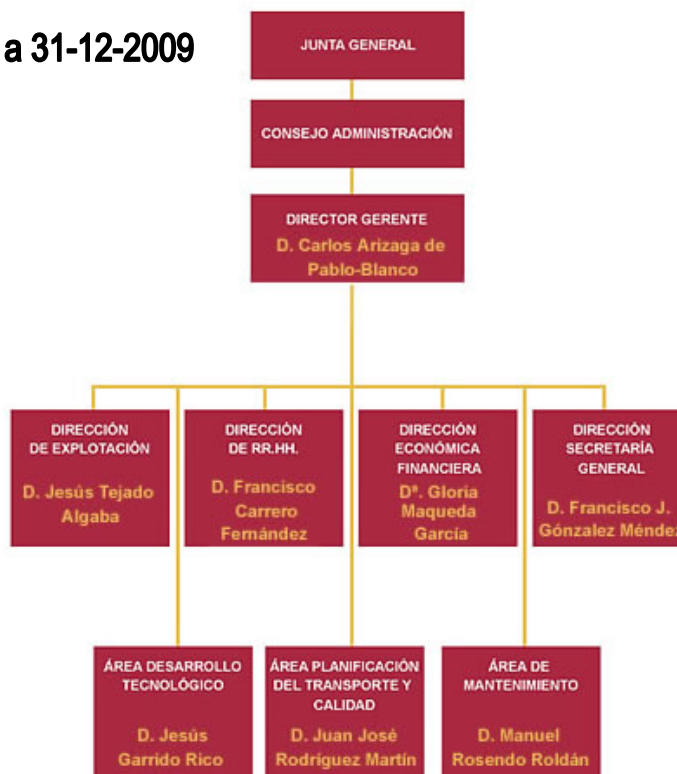 a 31-12-2009
JUNTA GENERAL
CONSEJO ADMINISTRACIÓN
DIRECTOR GERENTE
D. Carlos Arizaga de
Pablo-Blanco
DIRECCIÓN
DE EXPLOTACIÓN
D. Jesús Tejado
Algaba
DIRECCIÓN
DE RR.HH.
D. Francisco
Carrero
Fernández
DIRECCIÓN
ECONÓMICA
FINANCIERA
Dª. Gloria
Maqueda
García
DIRECCIÓN
SECRETARÍA
GENERAL
D. Francisco J.
Gónzalez Méndez
ÁREA DESARROLLO
TECNOLÓGICO
D. Jesús
Garrido Rico
ÁREA PLANIFICACIÓN
DEL TRANSPORTE Y
CALIDAD
D. Juan José
Rodríguez Martín
ÁREA DE
MANTENIMIENTO
D. Manuel
Rosendo Roldán